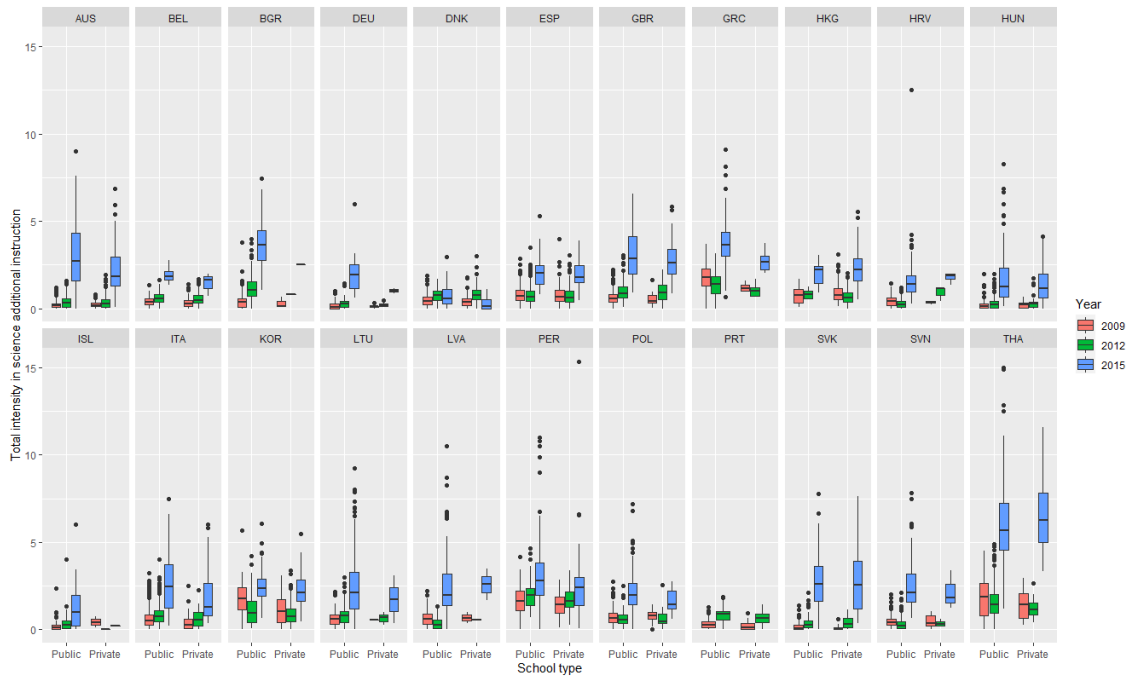 AUS BEL BGR DEU DNK ESP GBR GRC HKG HRV HUN
15
10
5
0
ISL ITA KOR LTU LVA PER POL PRT SVK SVN THA
15
10
5
0
Public Private Public Private Public Private Public Private Public Private Public Private Public Private Public Private Public Private Public Private Public Private
School type
Total intensity in science additional instruction
Year
2009
2012
2015